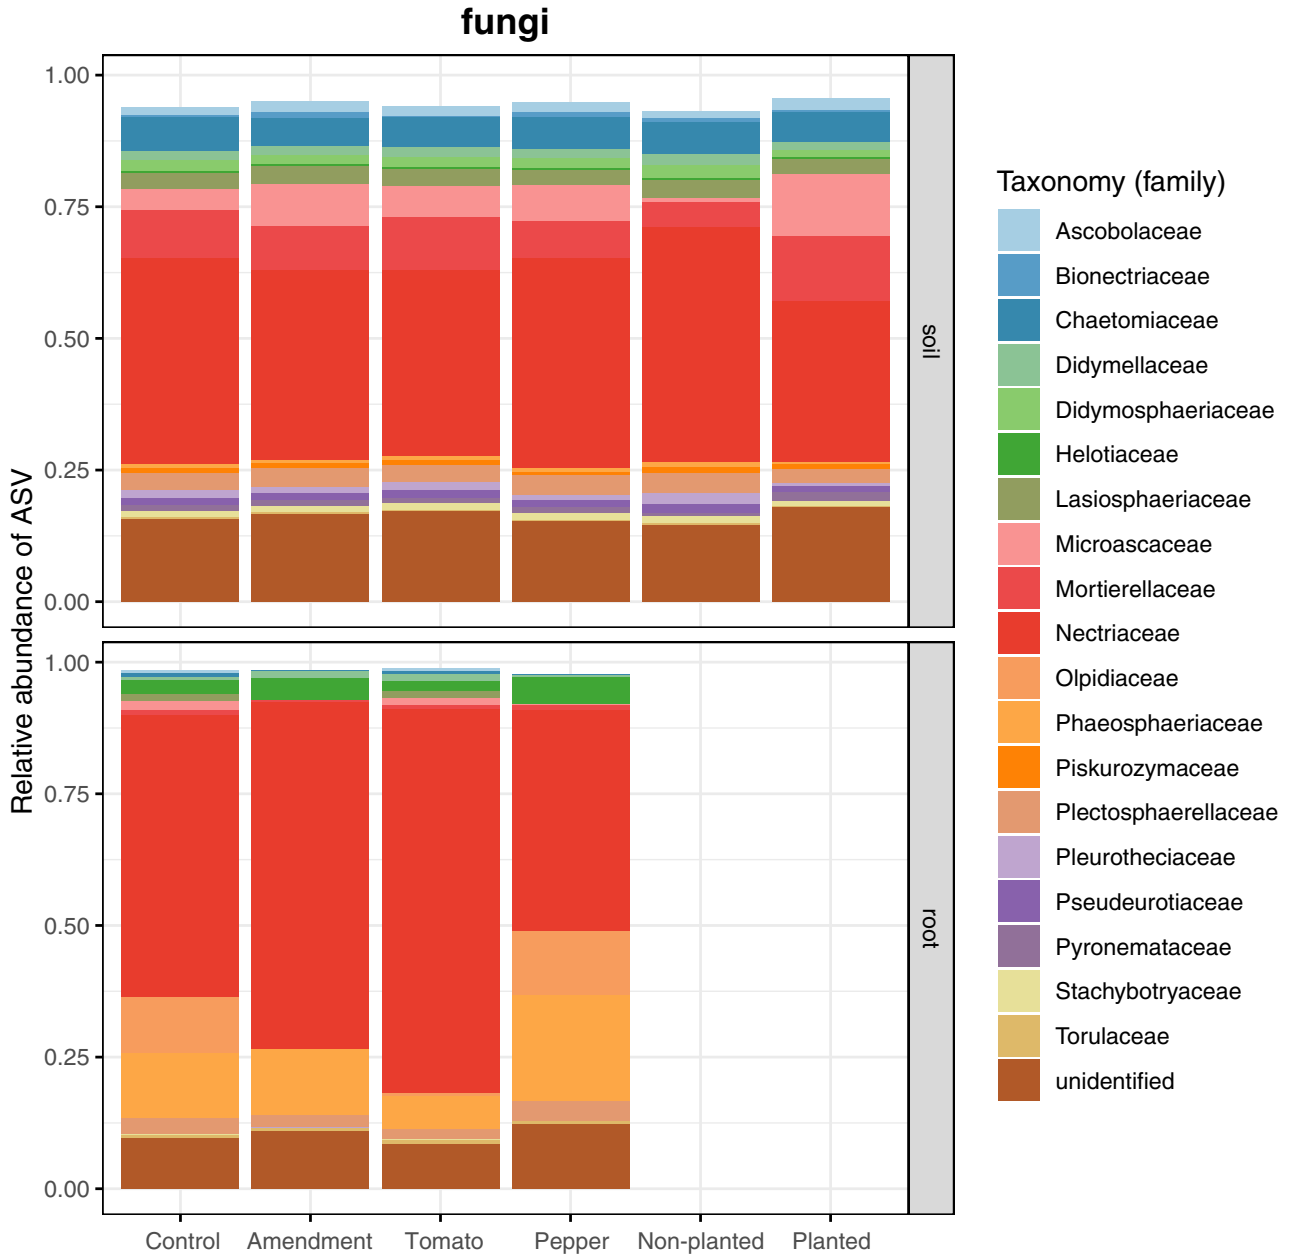 fungi
Relative abundance of ASV
1.00
0.75
0.50
0.25
0.00
soil
1.00
0.75
0.50
0.25
0.00
root
Control Amendment Tomato Pepper Non-planted Planted
Taxonomy (family)
Ascobolaceae
Bionectriaceae
Chaetomiaceae
Didymellaceae
Didymosphaeriaceae
Helotiaceae
Lasiosphaeriaceae
Microascaceae
Mortierellaceae
Nectriaceae
Olpidiaceae
Phaeosphaeriaceae
Piskurozymaceae
Plectosphaerellaceae
Pleurotheciaceae
Pseudeurotiaceae
Pyronemataceae
Stachybotryaceae
Torulaceae
unidentified